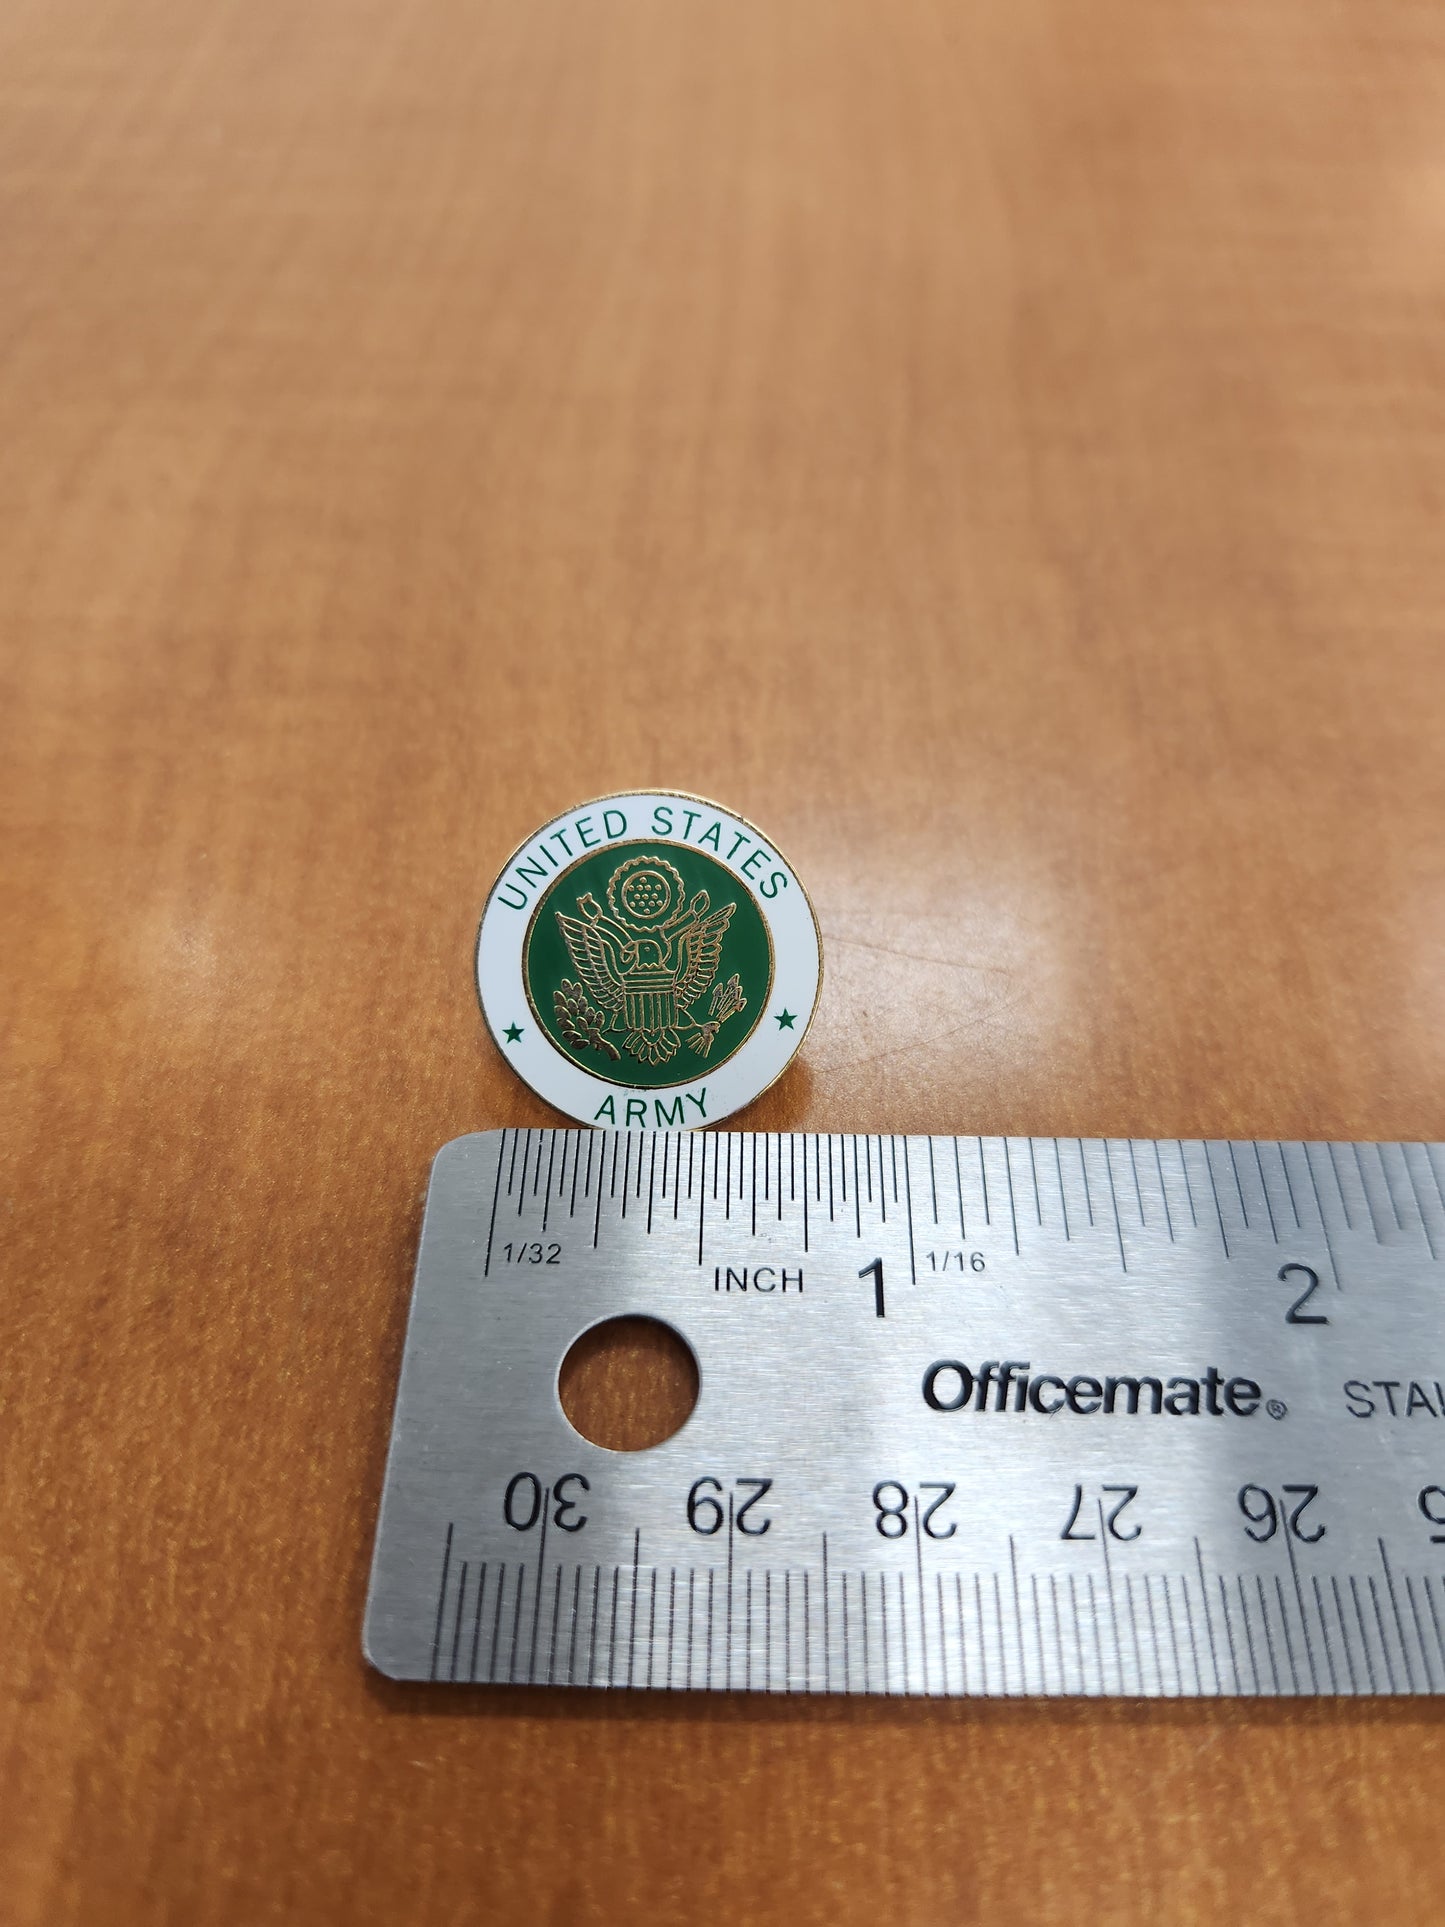 UNITED STATES
ARMY
1/32
INCH
1
1/16
2
Officemate®
30
29
28
27
26